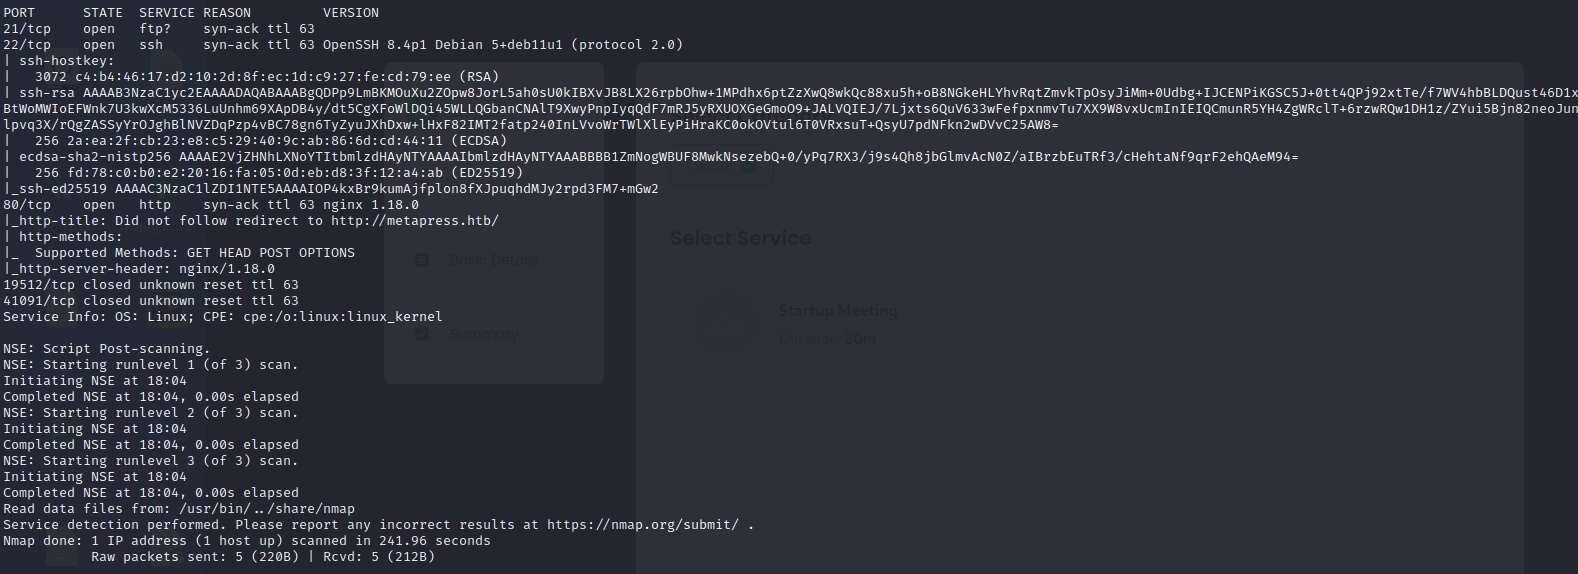 PORT      STATE  SERVICE REASON         VERSION
21/tcp    open   ftp?    syn-ack ttl 63
22/tcp    open   ssh     syn-ack ttl 63 OpenSSH 8.4p1 Debian 5+deb11u1 (protocol 2.0)
| ssh-hostkey:
|   3072 c4:b4:46:17:d2:10:2d:8f:ec:1d:c9:27:fe:cd:79:ee (RSA)
| ssh-rsa AAAAB3NzaC1yc2EAAAADAQABAAABgQDPp9LmBKMOuXu2ZOpw8JorL5ah0sU0kIBXvJB8LX26rpbOhw+1MPdhx6ptZzXwQ8wkQc88xu5h+oB8NGkeHLYhvRqtZmvkTpOsyJiMm+0Udbg+IJCENPiKGSC5J+0tt4QPj92xtTe/f7WV4hbBLDQust46D1x
BtWoMWIoEFWnk7U3kwXcM5336LuUnhm69XApDB4y/dt5CgXFoWlDQi45WLLQGbanCNAlT9XwyPnpIyqQdF7mRJ5yRXUOXGeGmoO9+JALVQIEJ/7Ljxts6QuV633wFefpxnmvTu7XX9W8vxUcmInIEIQCmunR5YH4ZgWRclT+6rzwRQw1DH1z/ZYui5Bjn82neoJun
lpvq3X/rQgZASSyYrOJghBlNVZDqPzp4vBC78gn6TyZyuJXhDxw+lHxF82IMT2fatp240InLVvoWrTWlXlEyPiHraKC0okOVtul6T0VRxsuT+QsyU7pdNFkn2wDVvC25AW8=
|   256 2a:ea:2f:cb:23:e8:c5:29:40:9c:ab:86:6d:cd:44:11 (ECDSA)
| ecdsa-sha2-nistp256 AAAAE2VjZHNhLXNoYTItbmlzdHAyNTYAAAAIbmlzdHAyNTYAAABBBB1ZmNogWBUF8MwkNsezebQ+0/yPq7RX3/j9s4Qh8jbGlmvAcN0Z/aIBrzbEuTRf3/cHehtaNf9qrF2ehQAeM94=
|   256 fd:78:c0:b0:e2:20:16:fa:05:0d:eb:d8:3f:12:a4:ab (ED25519)
|_ssh-ed25519 AAAAC3NzaC1lZDI1NTE5AAAAIOP4kxBr9kumAjfplon8fXJpuqhdMJy2rpd3FM7+mGw2
80/tcp    open   http    syn-ack ttl 63 nginx 1.18.0
|_http-title: Did not follow redirect to http://metapress.htb/
| http-methods:
|_  Supported Methods: GET HEAD POST OPTIONS
|_http-server-header: nginx/1.18.0
19512/tcp closed unknown reset ttl 63
41091/tcp closed unknown reset ttl 63
Service Info: OS: Linux; CPE: cpe:/o:linux:linux_kernel
NSE: Script Post-scanning.
NSE: Starting runlevel 1 (of 3) scan.
Initiating NSE at 18:04
Completed NSE at 18:04, 0.00s elapsed
NSE: Starting runlevel 2 (of 3) scan.
Initiating NSE at 18:04
Completed NSE at 18:04, 0.00s elapsed
NSE: Starting runlevel 3 (of 3) scan.
Initiating NSE at 18:04
Completed NSE at 18:04, 0.00s elapsed
Read data files from: /usr/bin/../share/nmap
Service detection performed. Please report any incorrect results at https://nmap.org/submit/ .
Nmap done: 1 IP address (1 host up) scanned in 241.96 seconds
           Raw packets sent: 5 (220B) | Rcvd: 5 (212B)
Select Service
Basic Details
Startup Meeting
Duration: 30m
Summary